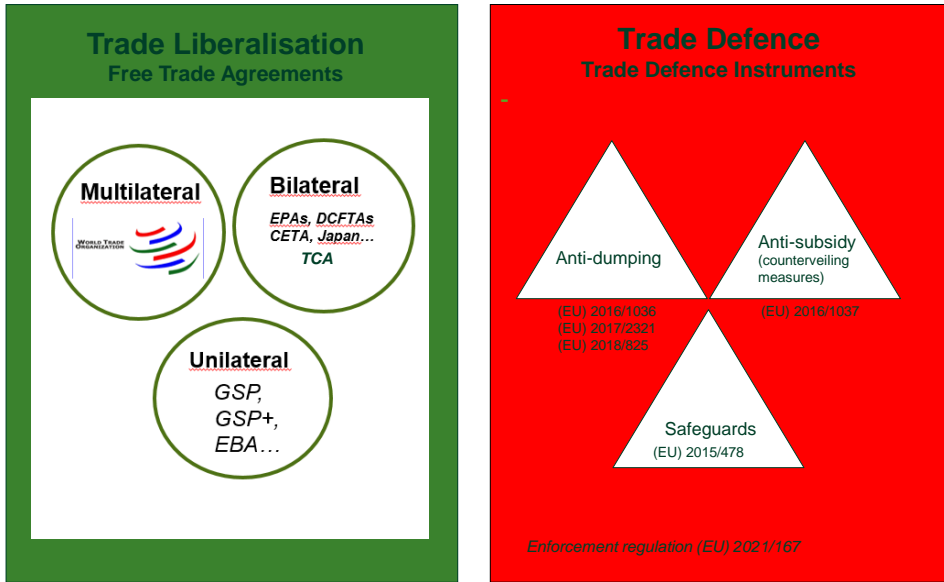 Trade Liberalisation
Free Trade Agreements
Multilateral
WORLD TRADE
ORGANIZATION
Bilateral
EPAs, DCFTAs
CETA, Japan...
TCA
Unilateral
GSP,
GSP+,
EBA...
Trade Defence
Trade Defence Instruments
-
Anti-dumping
(EU) 2016/1036
(EU) 2017/2321
(EU) 2018/825
Anti-subsidy
(counterveiling
measures)
(EU) 2016/1037
Safeguards
(EU) 2015/478
Enforcement regulation (EU) 2021/167